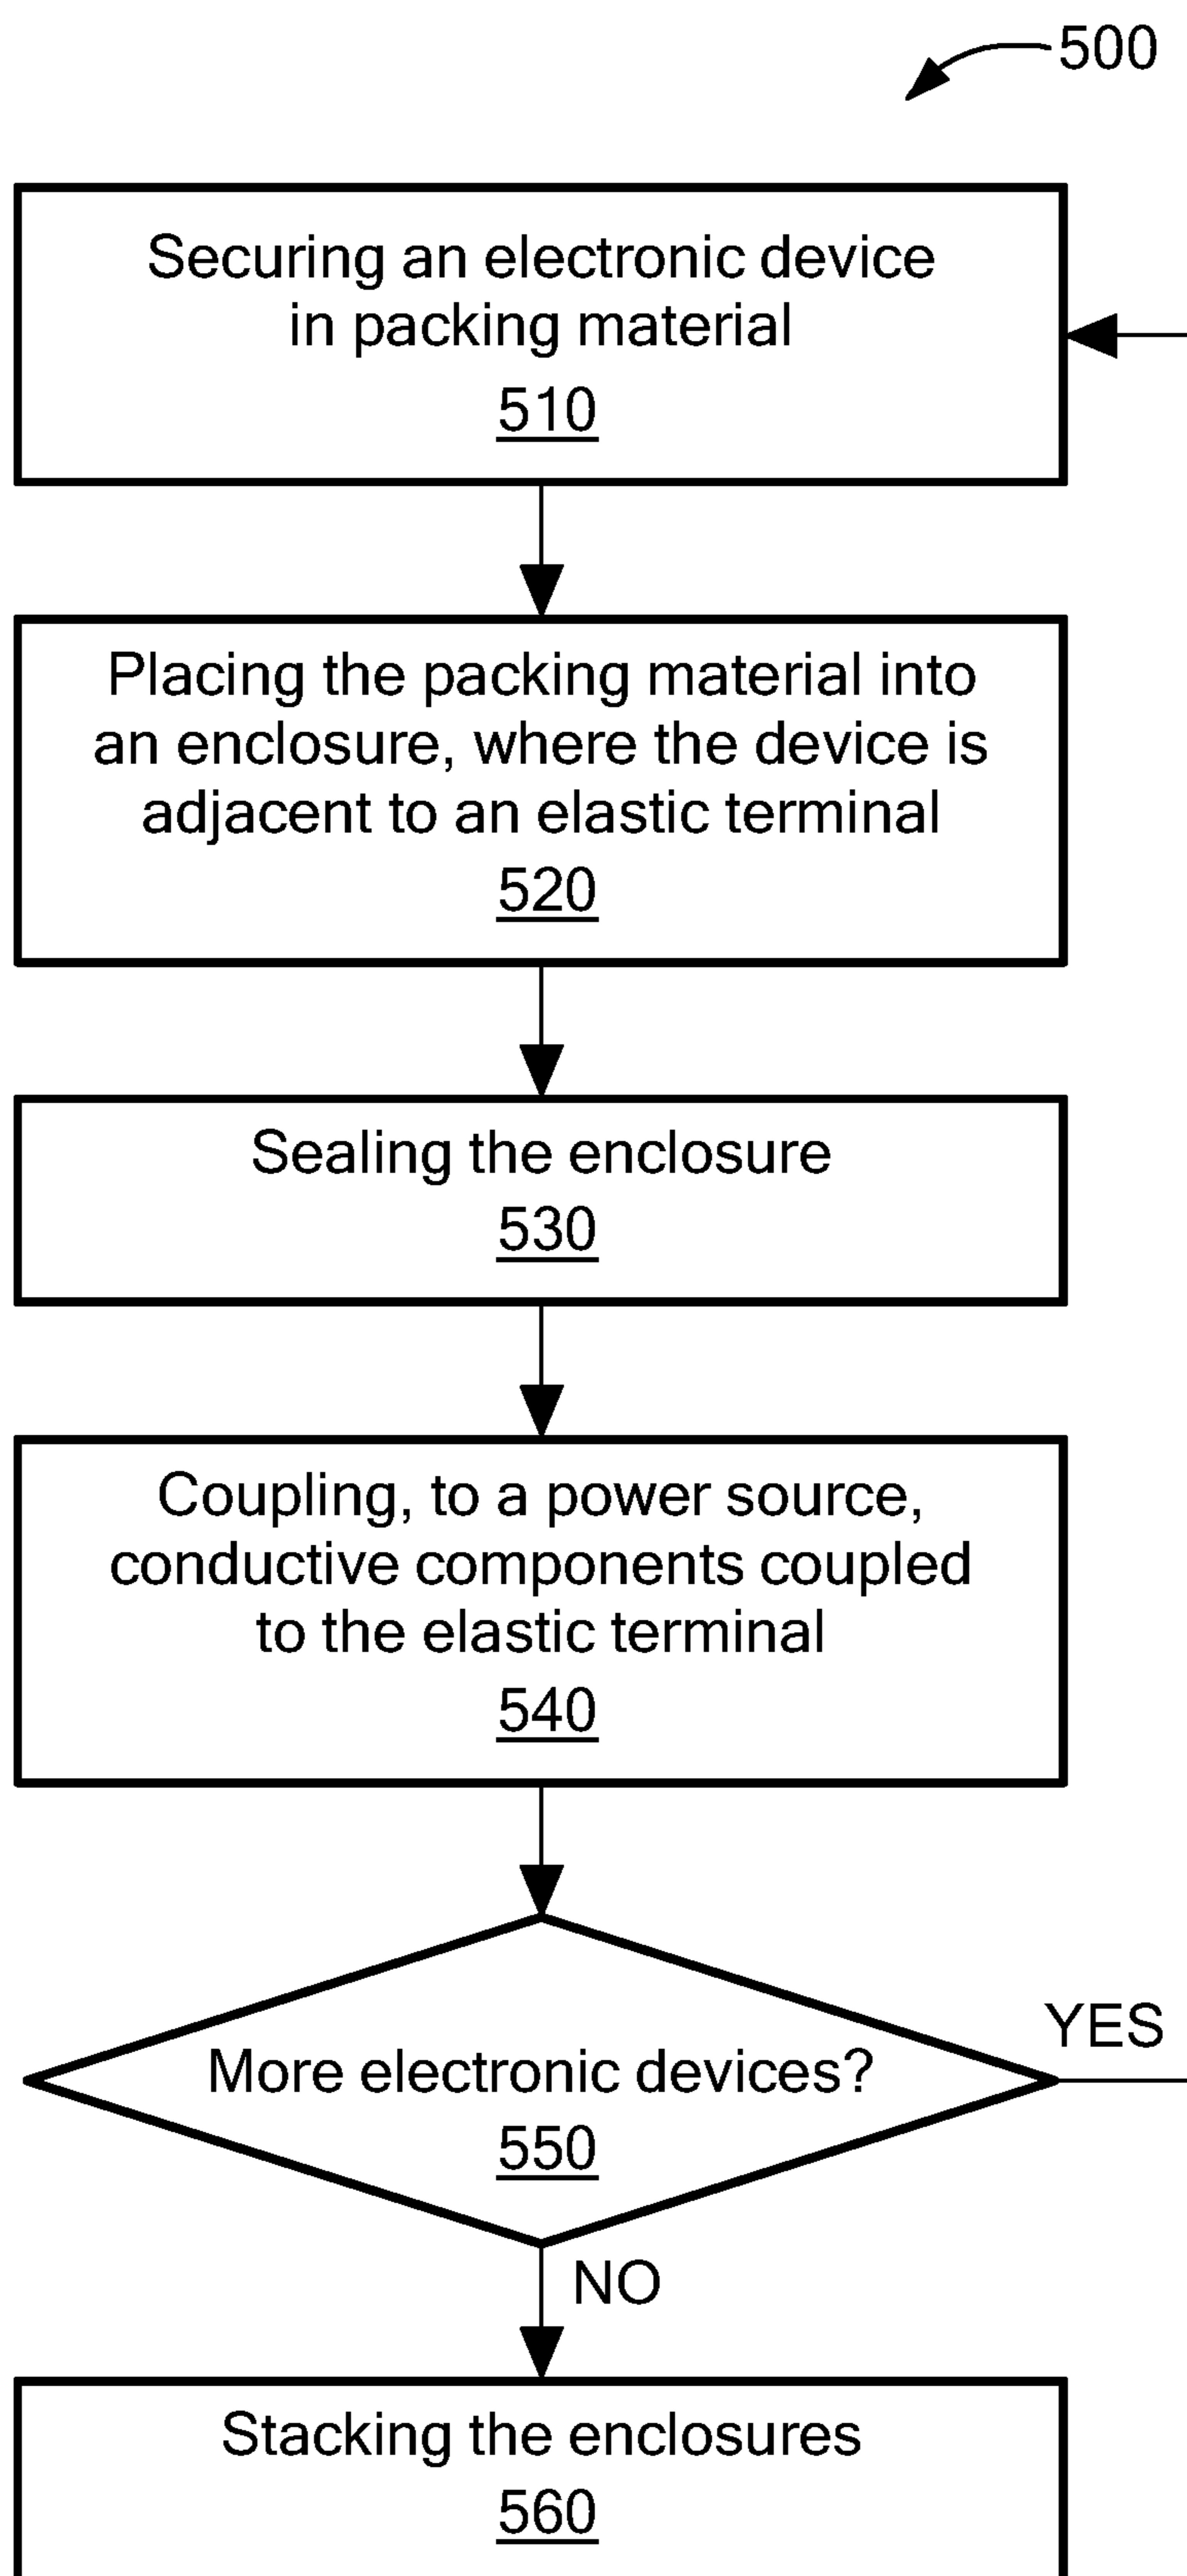 500
Securing an electronic device
in packing material
510
Placing the packing material into
an enclosure, where the device is
adjacent to an elastic terminal
520
Sealing the enclosure
530
Coupling, to a power source,
conductive components coupled
to the elastic terminal
540
More electronic devices?
550
YES
NO
Stacking the enclosures
560